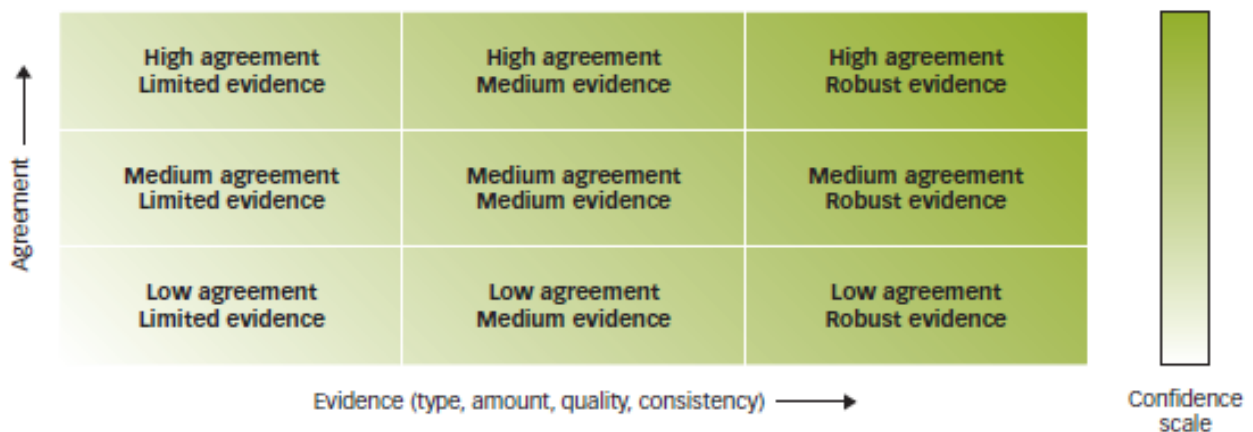 High agreement
Limited evidence
High agreement
Medium evidence
High agreement
Robust evidence
Agreement
Medium agreement
Limited evidence
Medium agreement
Medium evidence
Medium agreement
Robust evidence
Low agreement
Limited evidence
Low agreement
Medium evidence
Low agreement
Robust evidence
Evidence (type, amount, quality, consistency)
Confidence
scale